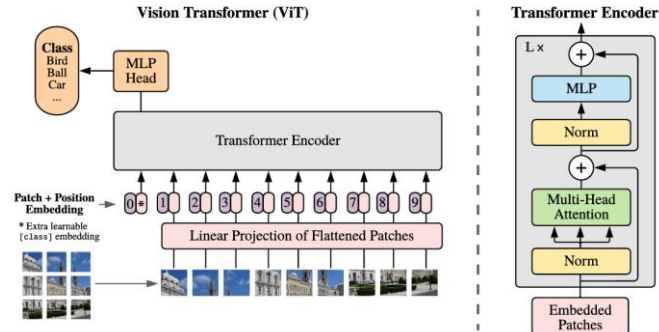 Vision Transformer (ViT)
Class
Bird
Ball
Car
...
MLP
Head
Transformer Encoder
Patch + Position
Embedding
0 * 1 2 3 4 5 6 7 8 9
* Extra learnable
[class] embedding
Linear Projection of Flattened Patches
Transformer Encoder
L x
+
MLP
Norm
+
Multi-Head
Attention
Norm
Embedded
Patches